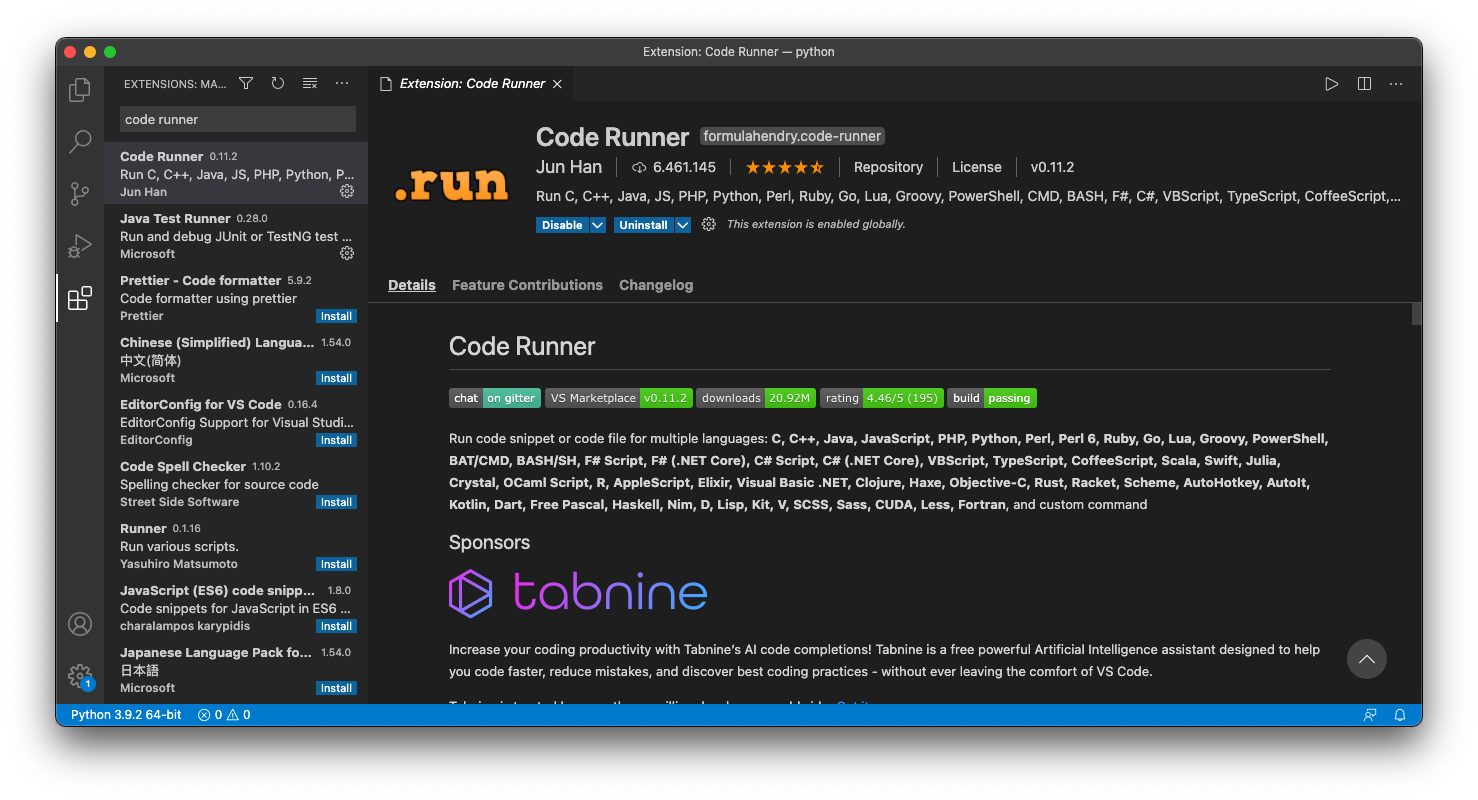 Extension: Code Runner — python
EXTENSIONS: MA...
code runner
Code Runner 0.11.2
Run C, C++, Java, JS, PHP, Python, P...
Jun Han
Java Test Runner 0.28.0
Run and debug JUnit or TestNG test ...
Microsoft
Prettier - Code formatter 5.9.2
Code formatter using prettier
Prettier Install
Chinese (Simplified) Langua... 1.54.0
中文(简体)
Microsoft Install
EditorConfig for VS Code 0.16.4
EditorConfig Support for Visual Studi...
EditorConfig Install
Code Spell Checker 1.10.2
Spelling checker for source code
Street Side Software Install
Runner 0.1.16
Run various scripts.
Yasuhiro Matsumoto Install
JavaScript (ES6) code snipp... 1.8.0
Code snippets for JavaScript in ES6 ...
charalampos karypidis Install
Japanese Language Pack fo... 1.54.0
日本語
Microsoft Install
1
Extension: Code Runner
.run
Code Runner formulahendry.code-runner
Jun Han 6.461.145 Repository License v0.11.2
Run C, C++, Java, JS, PHP, Python, Perl, Ruby, Go, Lua, Groovy, PowerShell, CMD, BASH, F#, C#, VBScript, TypeScript, CoffeeScript,...
Disable Uninstall This extension is enabled globally.
Details Feature Contributions Changelog
Code Runner
chat on gitter VS Marketplace v0.11.2 downloads 20.92M rating 4.46/5 (195) build passing
Run code snippet or code file for multiple languages: C, C++, Java, JavaScript, PHP, Python, Perl, Perl 6, Ruby, Go, Lua, Groovy, PowerShell,
BAT/CMD, BASH/SH, F# Script, F# (.NET Core), C# Script, C# (.NET Core), VBScript, TypeScript, CoffeeScript, Scala, Swift, Julia,
Crystal, OCaml Script, R, AppleScript, Elixir, Visual Basic .NET, Clojure, Haxe, Objective-C, Rust, Racket, Scheme, AutoHotkey, AutoIt,
Kotlin, Dart, Free Pascal, Haskell, Nim, D, Lisp, Kit, V, SCSS, Sass, CUDA, Less, Fortran, and custom command
Sponsors
tabnine
Increase your coding productivity with Tabnine's AI code completions! Tabnine is a free powerful Artificial Intelligence assistant designed to help
you code faster, reduce mistakes, and discover best coding practices - without ever leaving the comfort of VS Code.
Python 3.9.2 64-bit 0 0